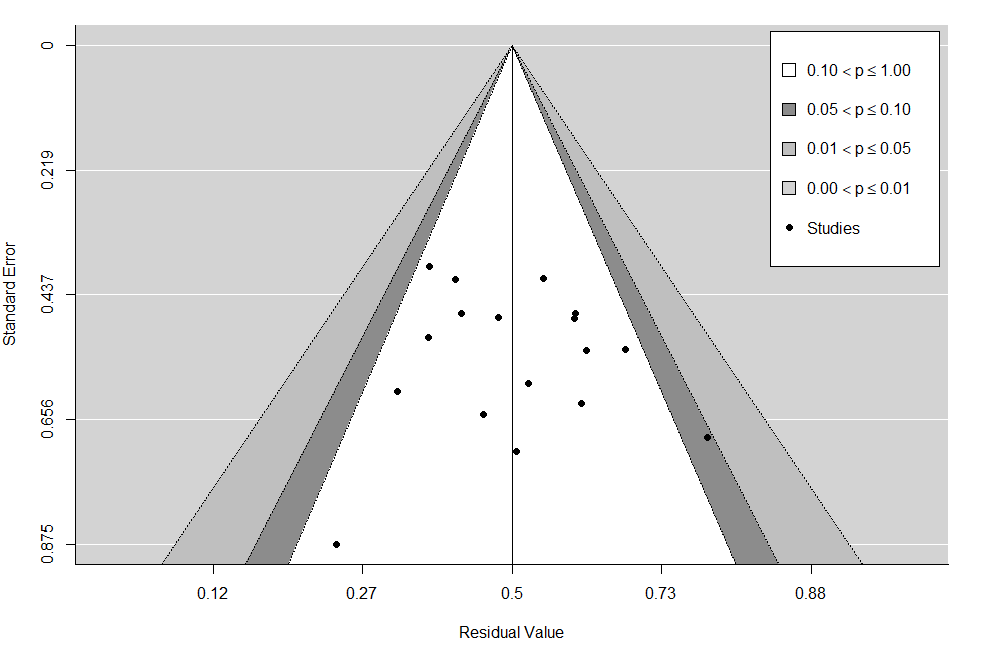 0.10 < p ≤ 1.00
0.05 < p ≤ 0.10
0.01 < p ≤ 0.05
0.00 < p ≤ 0.01
Studies
Standard Error
0
0.219
0.437
0.656
0.875
0.12
0.27
0.5
0.73
0.88
Residual Value